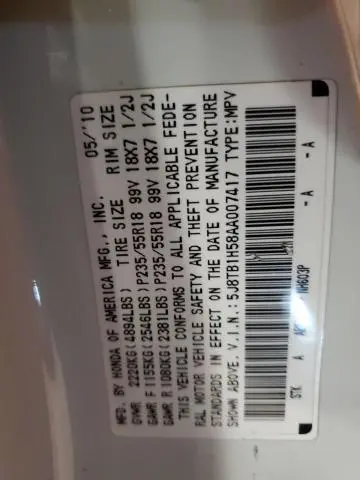 MFD. BY HONDA OF AMERICA MFG., INC. 05/'10
TIRE SIZE RIM SIZE
GVWR 2220KG(4894LBS)
GAWR F 1155KG(2546LBS) P235/55R18 99V 18X7 1/2J
GAWR R 1080KG(2381LBS) P235/55R18 99V 18X7 1/2J
THIS VEHICLE CONFORMS TO ALL APPLICABLE FEDE-
RAL MOTOR VEHICLE SAFETY AND THEFT PREVENTION
STANDARDS IN EFFECT ON THE DATE OF MANUFACTURE
SHOWN ABOVE. V.I.N.: 5J8TB1H58AA007417 TYPE:MPV
NH603P
STK A - A - A